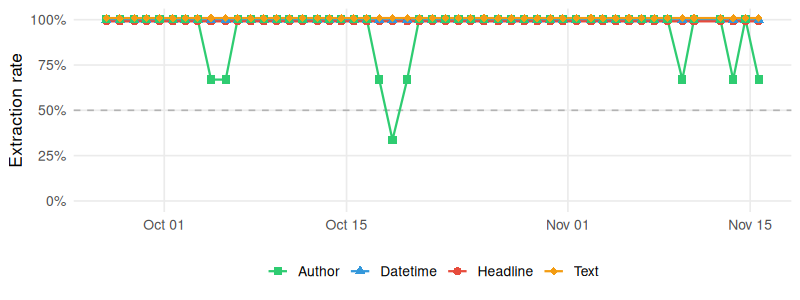 100%
75%
50%
25%
0%
Extraction rate
Oct 01
Oct 15
Nov 01
Nov 15
Author
Datetime
Headline
Text